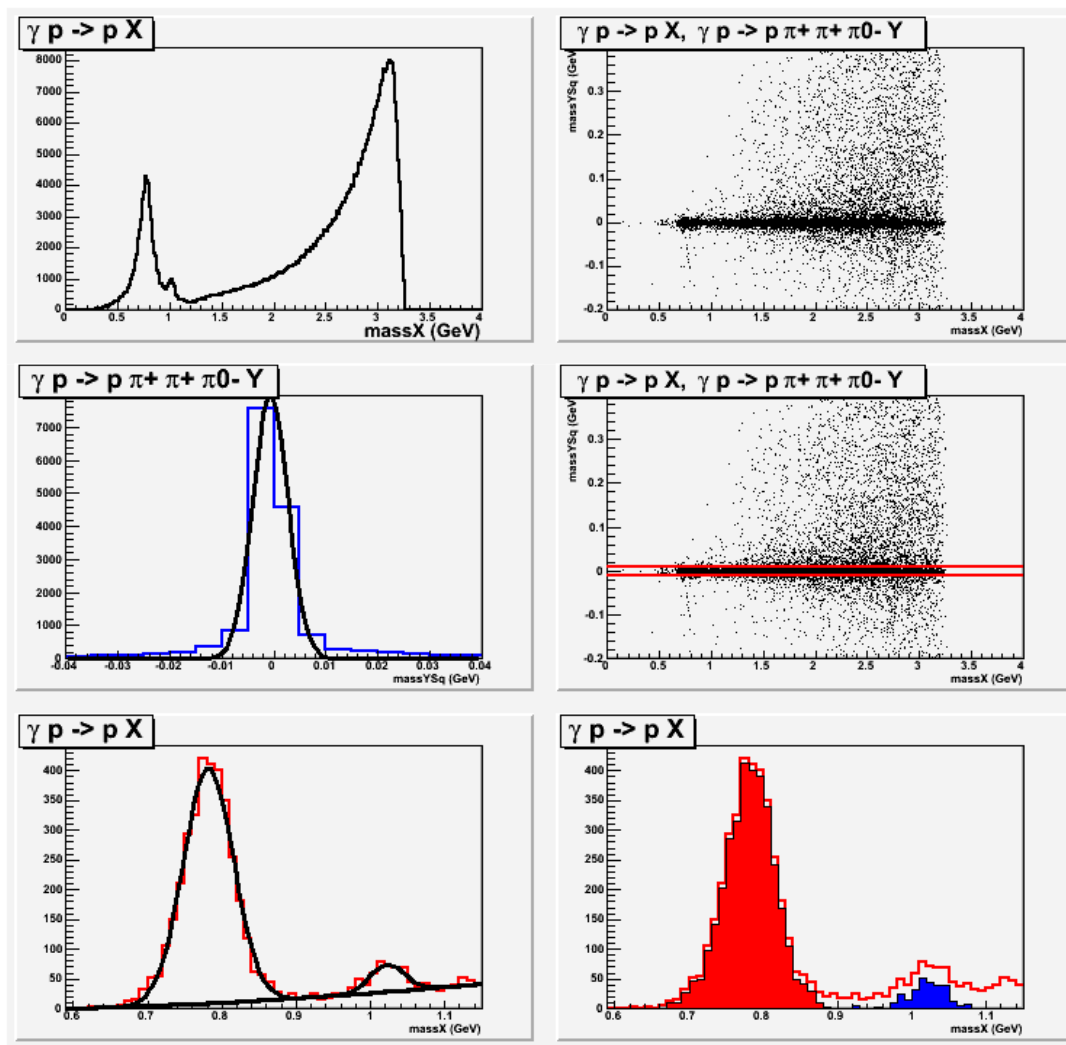 γ p -> p X
8000
7000
6000
5000
4000
3000
2000
1000
0
0 0.5 1 1.5 2 2.5 3 3.5 4
massX (GeV)
γ p -> p X, γ p -> p π+ π+ π0- Y
massYSq (GeV
0.3
0.2
0.1
0
-0.1
-0.2
0 0.5 1 1.5 2 2.5 3 3.5 4
massX (GeV)
γ p -> p π+ π+ π0- Y
7000
6000
5000
4000
3000
2000
1000
0
-0.04 -0.03 -0.02 -0.01 0 0.01 0.02 0.03 0.04
massYSq (GeV)
γ p -> p X, γ p -> p π+ π+ π0- Y
massYSq (GeV
0.3
0.2
0.1
0
-0.1
-0.2
0 0.5 1 1.5 2 2.5 3 3.5 4
massX (GeV)
γ p -> p X
400
350
300
250
200
150
100
50
0
0.6 0.7 0.8 0.9 1 1.1
massX (GeV)
γ p -> p X
400
350
300
250
200
150
100
50
0
0.6 0.7 0.8 0.9 1 1.1
massX (GeV)